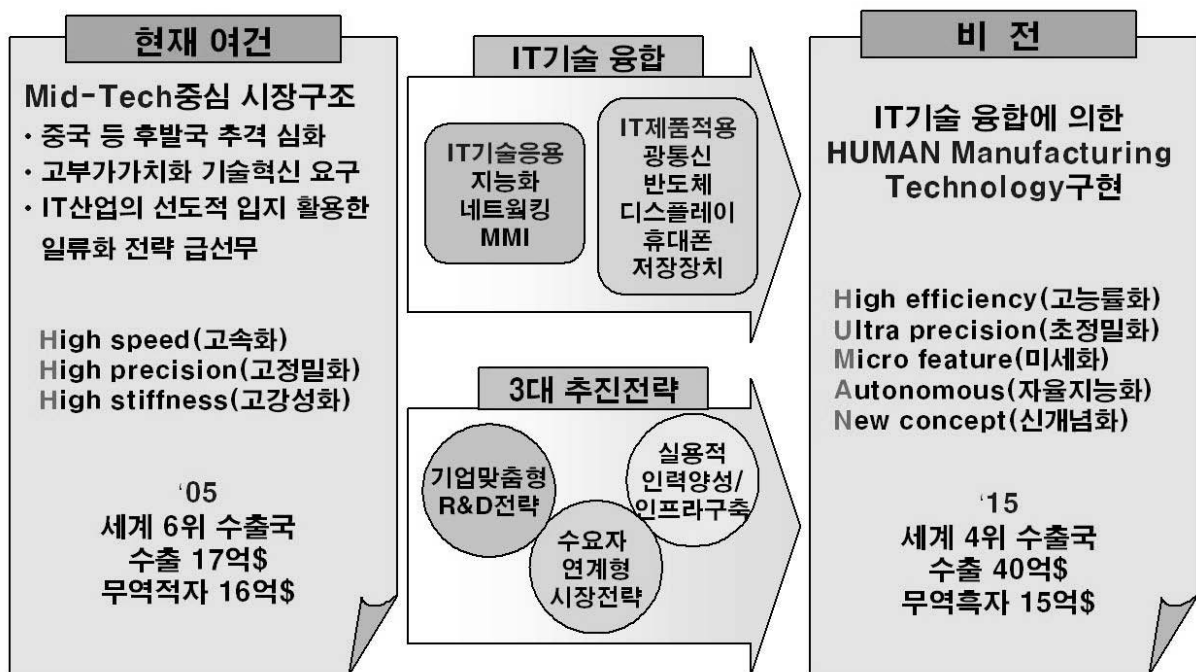 현재 여건
Mid-Tech중심 시장구조
· 중국 등 후발국 추격 심화
· 고부가가치화 기술혁신 요구
· IT산업의 선도적 입지 활용한
일류화 전략 급선무
High speed(고속화)
High precision(고정밀화)
High stiffness(고강성화)
‘05
세계 6위 수출국
수출 17억$
무역적자 16억$
IT기술 융합
IT기술응용
지능화
네트웍킹
MMI
IT제품적용
광통신
반도체
디스플레이
휴대폰
저장장치
3대 추진전략
기업맞춤형
R&D전략
수요자
연계형
시장전략
실용적
인력양성/
인프라구축
비 전
IT기술 융합에 의한
HUMAN Manufacturing
Technology구현
High efficiency(고능률화)
Ultra precision(초정밀화)
Micro feature(미세화)
Autonomous(자율지능화)
New concept(신개념화)
‘15
세계 4위 수출국
수출 40억$
무역흑자 15억$